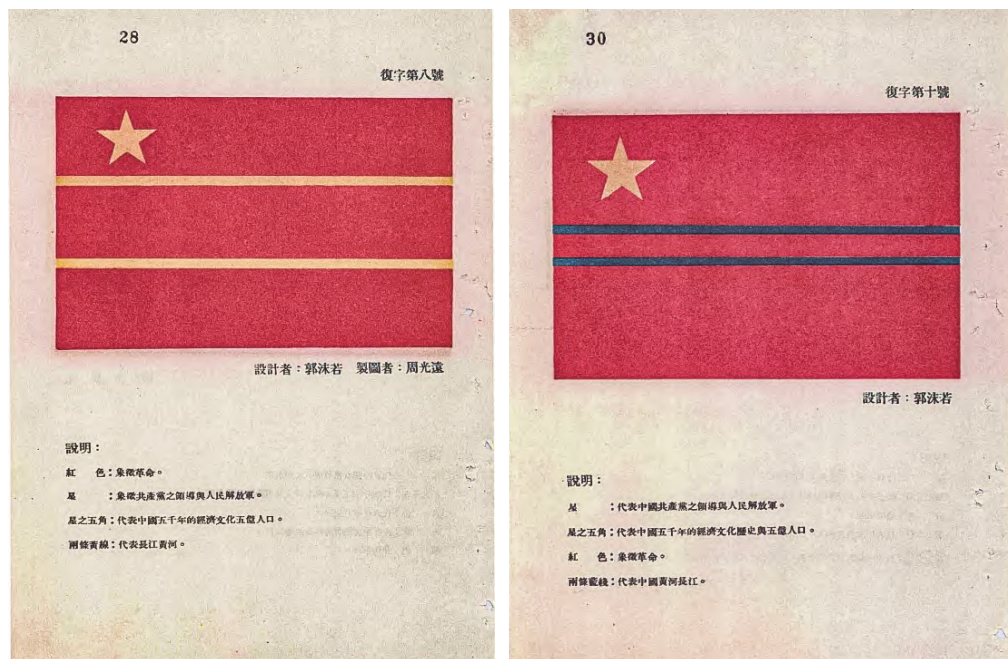 28
復字第八號
設計者：郭沫若　製圖者：周光遠
說明：
紅　色：象徵革命。
星　　：象徵共產黨之領導與人民解放軍。
星之五角：代表中國五千年的經濟文化五億人口。
兩條黃線：代表長江黃河。
30
復字第十號
設計者：郭沫若
說明：
星　　：代表中國共產黨之領導與人民解放軍。
星之五角：代表中國五千年的經濟文化歷史與五億人口。
紅　色：象徵革命。
兩條藍綫：代表中國黃河長江。